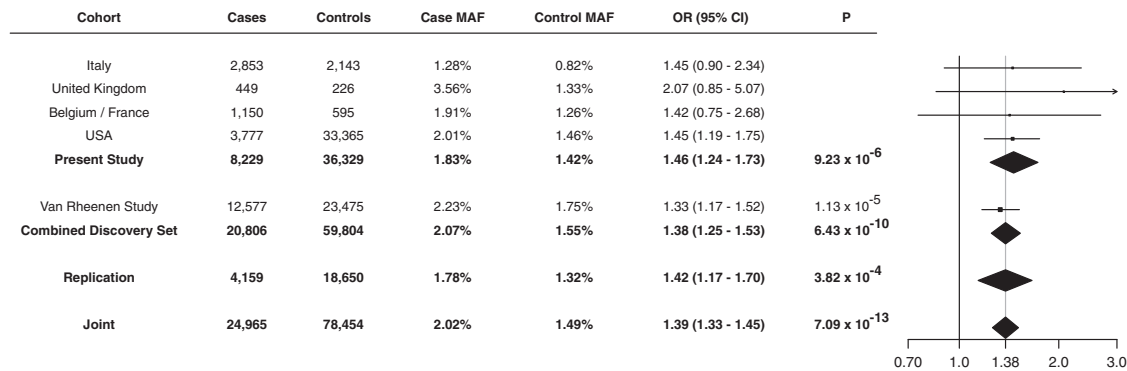 Cohort Cases Controls Case MAF Control MAF OR (95% CI) P
Italy 2,853 2,143 1.28% 0.82% 1.45 (0.90 - 2.34)
United Kingdom 449 226 3.56% 1.33% 2.07 (0.85 - 5.07)
Belgium / France 1,150 595 1.91% 1.26% 1.42 (0.75 - 2.68)
USA 3,777 33,365 2.01% 1.46% 1.45 (1.19 - 1.75)
Present Study 8,229 36,329 1.83% 1.42% 1.46 (1.24 - 1.73) 9.23 x 10-6
Van Rheenen Study 12,577 23,475 2.23% 1.75% 1.33 (1.17 - 1.52) 1.13 x 10-5
Combined Discovery Set 20,806 59,804 2.07% 1.55% 1.38 (1.25 - 1.53) 6.43 x 10-10
Replication 4,159 18,650 1.78% 1.32% 1.42 (1.17 - 1.70) 3.82 x 10-4
Joint 24,965 78,454 2.02% 1.49% 1.39 (1.33 - 1.45) 7.09 x 10-13
0.70 1.0 1.38 2.0 3.0